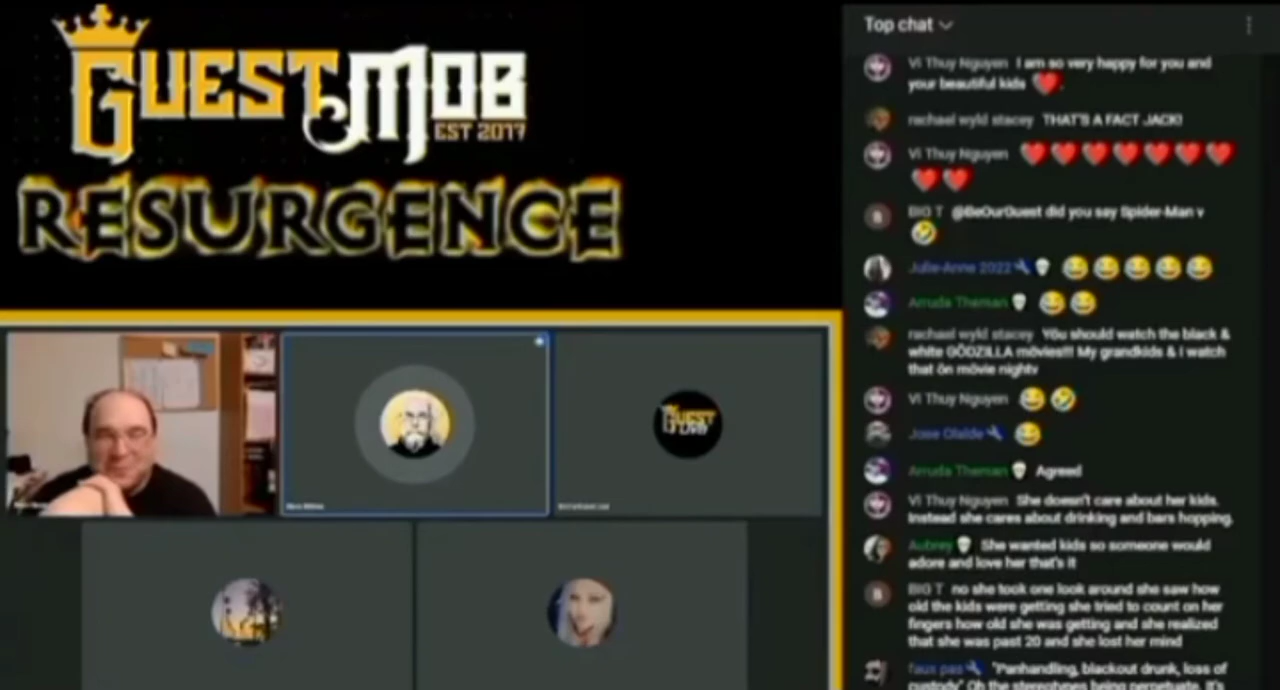 GUEST MOB
EST 2017
RESURGENCE
Top chat
Vi Thuy Nguyen I am so very happy for you and
your beautiful kids
rachael wyld stacey THAT'S A FACT JACK!
Vi Thuy Nguyen
BIG T @BeOurGuest did you say Spider-Man v
Julie-Anne 2022
Arruda Theman
rachael wyld stacey You should watch the black &
white GÖDZILLA mövies!!! My grandkids & I watch
that ön mövie nightv
Vi Thuy Nguyen
Jose Olalde
Arruda Theman Agreed
Vi Thuy Nguyen She doesn't care about her kids.
Instead she cares about drinking and bars hopping.
Aubrey She wanted kids so someone would
adore and love her that's it
BIG T no she took one look around she saw how
old the kids were getting she tried to count on her
fingers how old she was getting and she realized
that she was past 20 and she lost her mind
faux pas "Panhandling, blackout drunk, loss of
custody" Oh the stereotypes being perpetuate. It's
GUEST